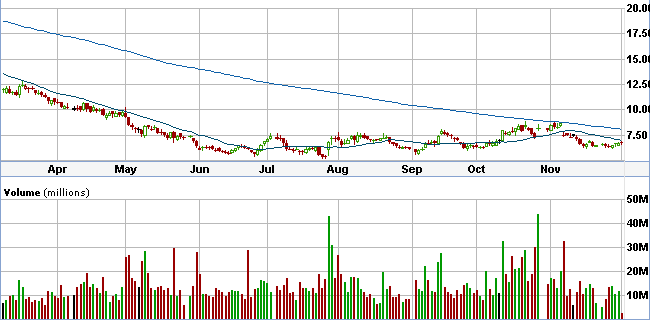 20.00
17.50
15.00
12.50
10.00
7.50
Apr May Jun Jul Aug Sep Oct Nov
Volume (millions)
50M
40M
30M
20M
10M